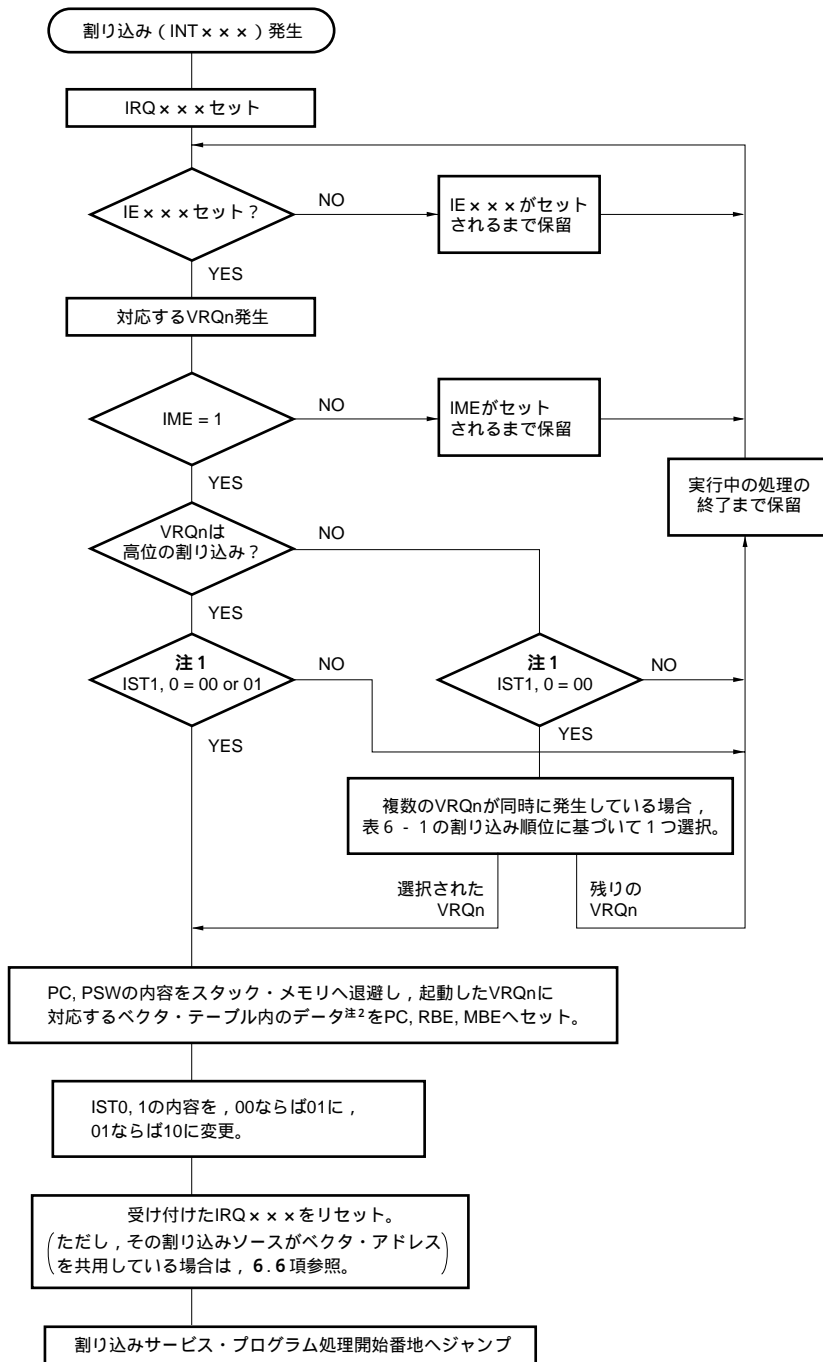 割り込み（INT×××）発生
IRQ×××セット
IE×××セット？
NO
IE×××がセット
されるまで保留
YES
対応するVRQn発生
IME = 1
NO
IMEがセット
されるまで保留
YES
実行中の処理の
終了まで保留
VRQnは
高位の割り込み？
NO
YES
注1
IST1, 0 = 00 or 01
NO
注1
IST1, 0 = 00
NO
YES
YES
複数のVRQnが同時に発生している場合，
表6-1の割り込み順位に基づいて1つ選択。
選択された
VRQn
残りの
VRQn
PC, PSWの内容をスタック・メモリへ退避し，起動したVRQnに
対応するベクタ・テーブル内のデータ注2をPC, RBE, MBEへセット。
IST0, 1の内容を，00ならば01に，
01ならば10に変更。
受け付けたIRQ×××をリセット。
（ただし，その割り込みソースがベクタ・アドレス
を共用している場合は，6.6項参照。）
割り込みサービス・プログラム処理開始番地へジャンプ